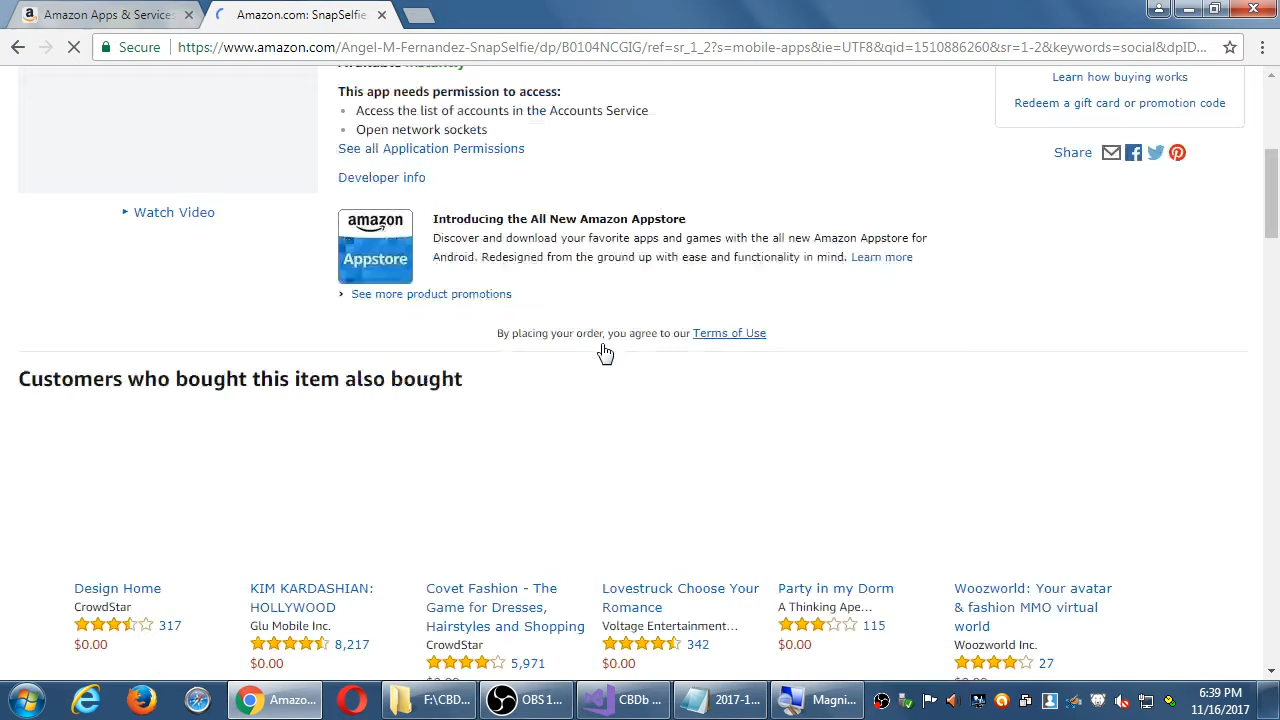 Amazon Apps & Services
Amazon.com: SnapSelfie
Secure
https://www.amazon.com/Angel-M-Fernandez-SnapSelfie/dp/B0104NCGIG/ref=sr_1_2?s=mobile-apps&ie=UTF8&qid=1510886260&sr=1-2&keywords=social&dpID...
Available instantly
Learn how buying works
This app needs permission to access:
Redeem a gift card or promotion code
Access the list of accounts in the Accounts Service
Open network sockets
See all Application Permissions
Share
Developer info
Watch Video
amazon
Appstore
Introducing the All New Amazon Appstore
Discover and download your favorite apps and games with the all new Amazon Appstore for
Android. Redesigned from the ground up with ease and functionality in mind. Learn more
See more product promotions
By placing your order, you agree to our Terms of Use
Customers who bought this item also bought
Design Home
CrowdStar
317
$0.00
KIM KARDASHIAN:
HOLLYWOOD
Glu Mobile Inc.
8,217
$0.00
Covet Fashion - The
Game for Dresses,
Hairstyles and Shopping
CrowdStar
5,971
Lovestruck Choose Your
Romance
Voltage Entertainment...
342
$0.00
Party in my Dorm
A Thinking Ape...
115
$0.00
Woozworld: Your avatar
& fashion MMO virtual
world
Woozworld Inc.
27
Amazo...
F:\CBD...
OBS 1...
CBDb ...
2017-1...
Magni...
6:39 PM
11/16/2017